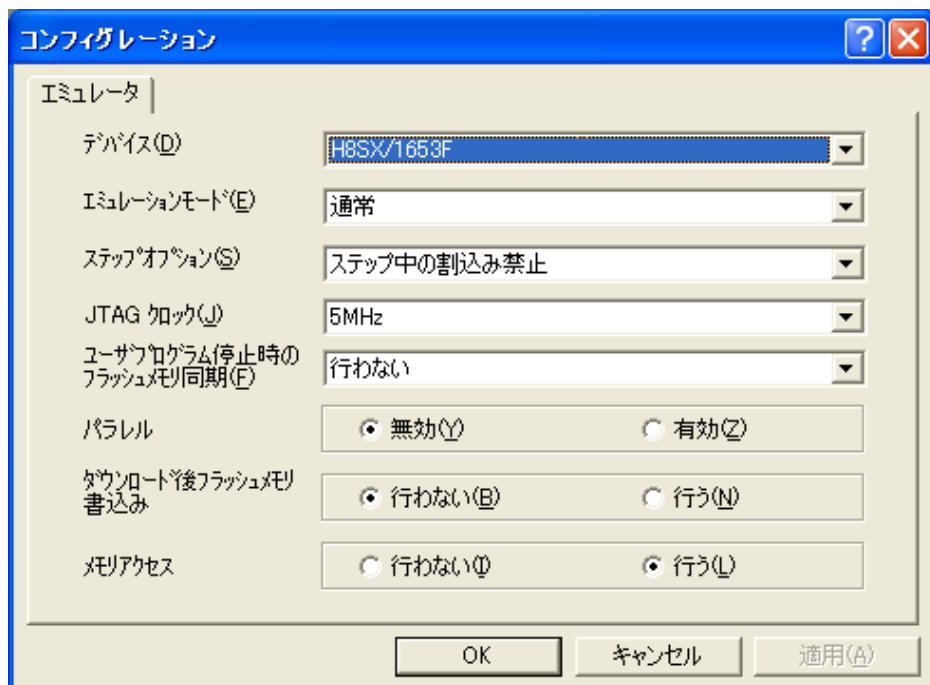 コンフィグレーション
エミュレータ
デバイス(D)
H8SX/1653F
エミュレーションモード(E)
通常
ステップオプション(S)
ステップ中の割込み禁止
JTAG クロック(J)
5MHz
ユーザプログラム停止時の
フラッシュメモリ同期(F)
行わない
パラレル
無効(Y)
有効(Z)
ダウンロード後フラッシュメモリ
書込み
行わない(B)
行う(N)
メモリアクセス
行わない(I)
行う(L)
OK
キャンセル
適用(A)